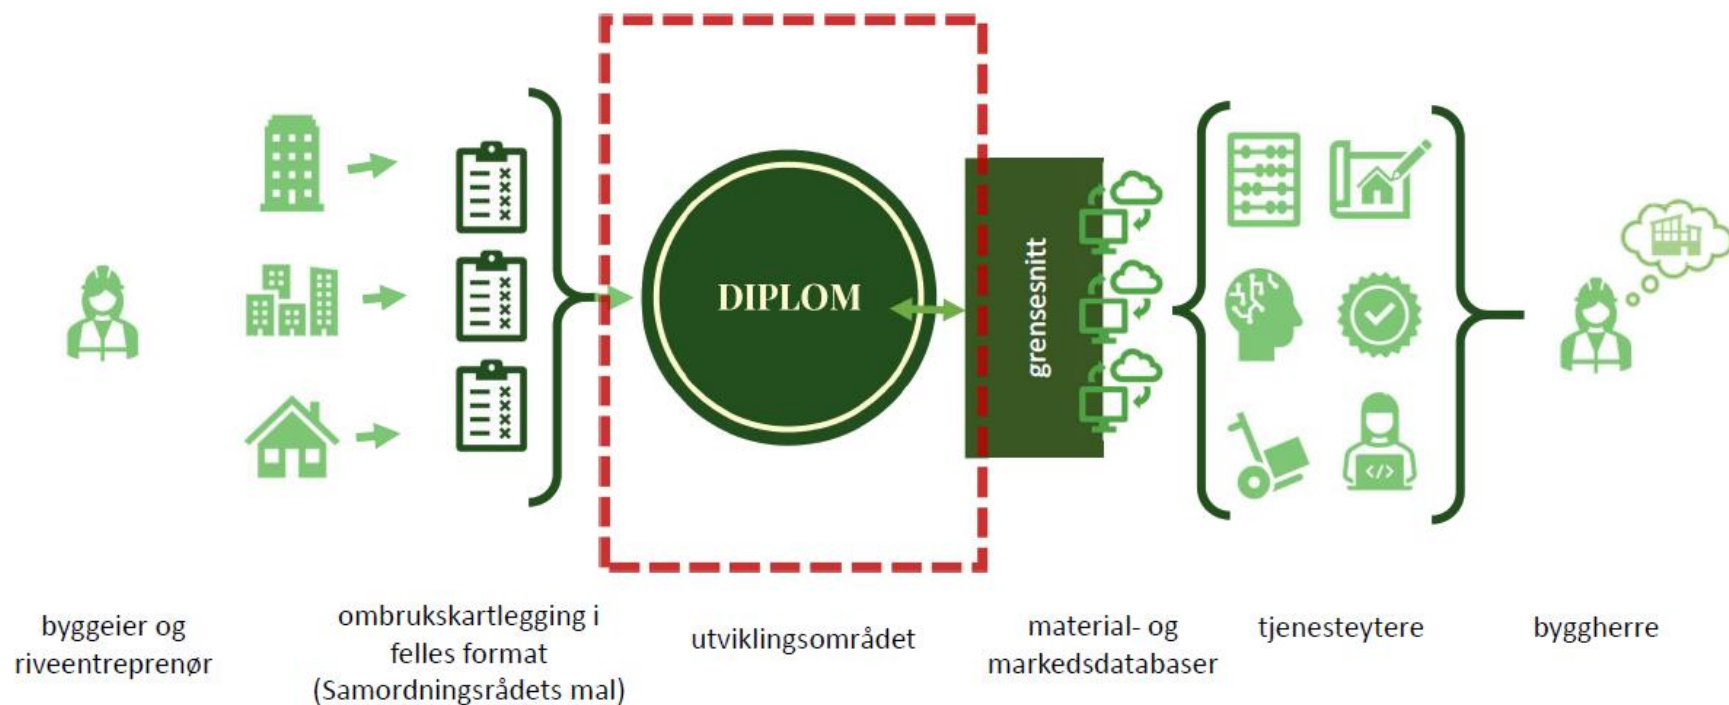 DIPLOM
grensesnitt
byggeier og
riveentreprenør
ombrukskartlegging i
felles format
(Samordningsrådets mal)
utviklingsområdet
material- og
markedsdatabaser
tjenesteytere
byggherre